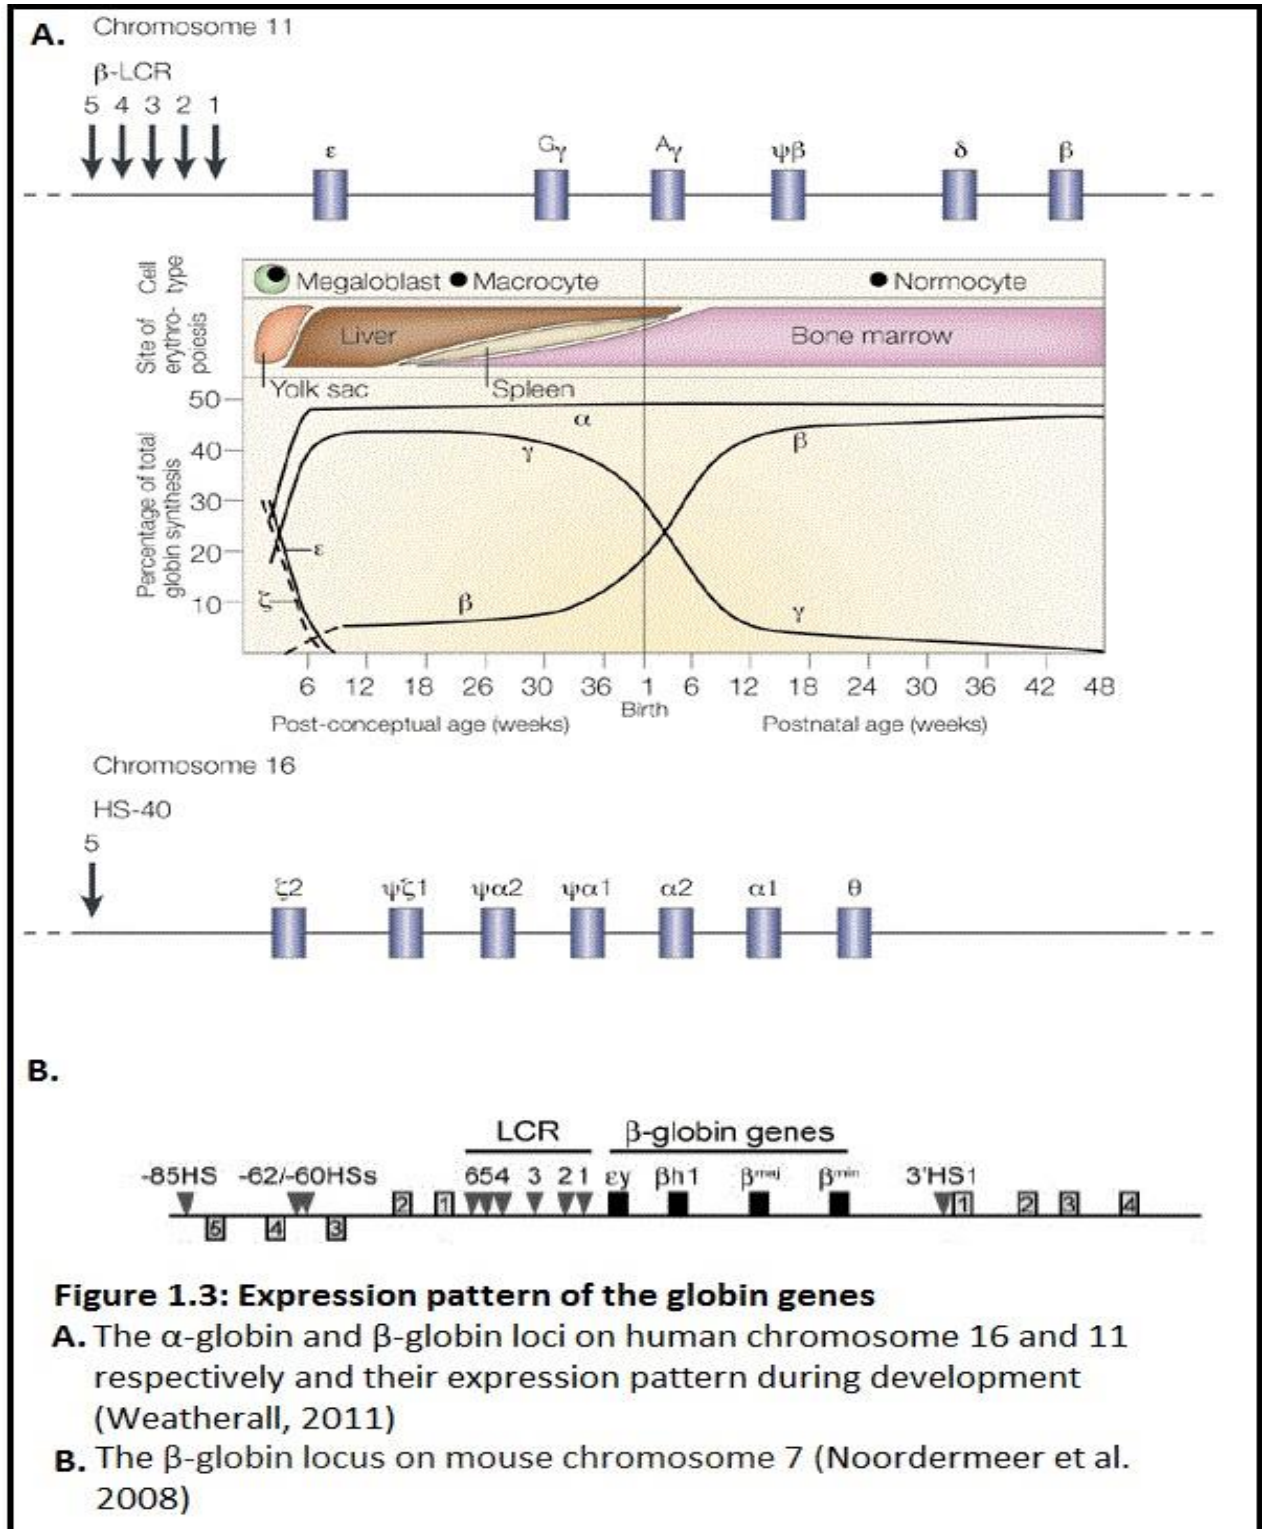 A. Chromosome 11
β-LCR
5 4 3 2 1
ε Gγ Aγ ψβ δ β
Cell type
Megaloblast Macrocyte Normocyte
Site of erythro-poiesis
Liver Bone marrow
Yolk sac Spleen
Percentage of total globin synthesis
50
40
30
20
10
α
γ β
ε
ζ β γ
6 12 18 26 30 36 1 6 12 18 24 30 36 42 48
Birth
Post-conceptual age (weeks) Postnatal age (weeks)
Chromosome 16
HS-40
5
ζ2 ψζ1 ψα2 ψα1 α2 α1 θ
B.
LCR β-globin genes
-85HS -62/-60HSs 654 3 21 εy βh1 βmaj βmin 3'HS1
2 1 1 2 3 4
5 4 3
Figure 1.3: Expression pattern of the globin genes
A. The α-globin and β-globin loci on human chromosome 16 and 11
respectively and their expression pattern during development
(Weatherall, 2011)
B. The β-globin locus on mouse chromosome 7 (Noordermeer et al.
2008)